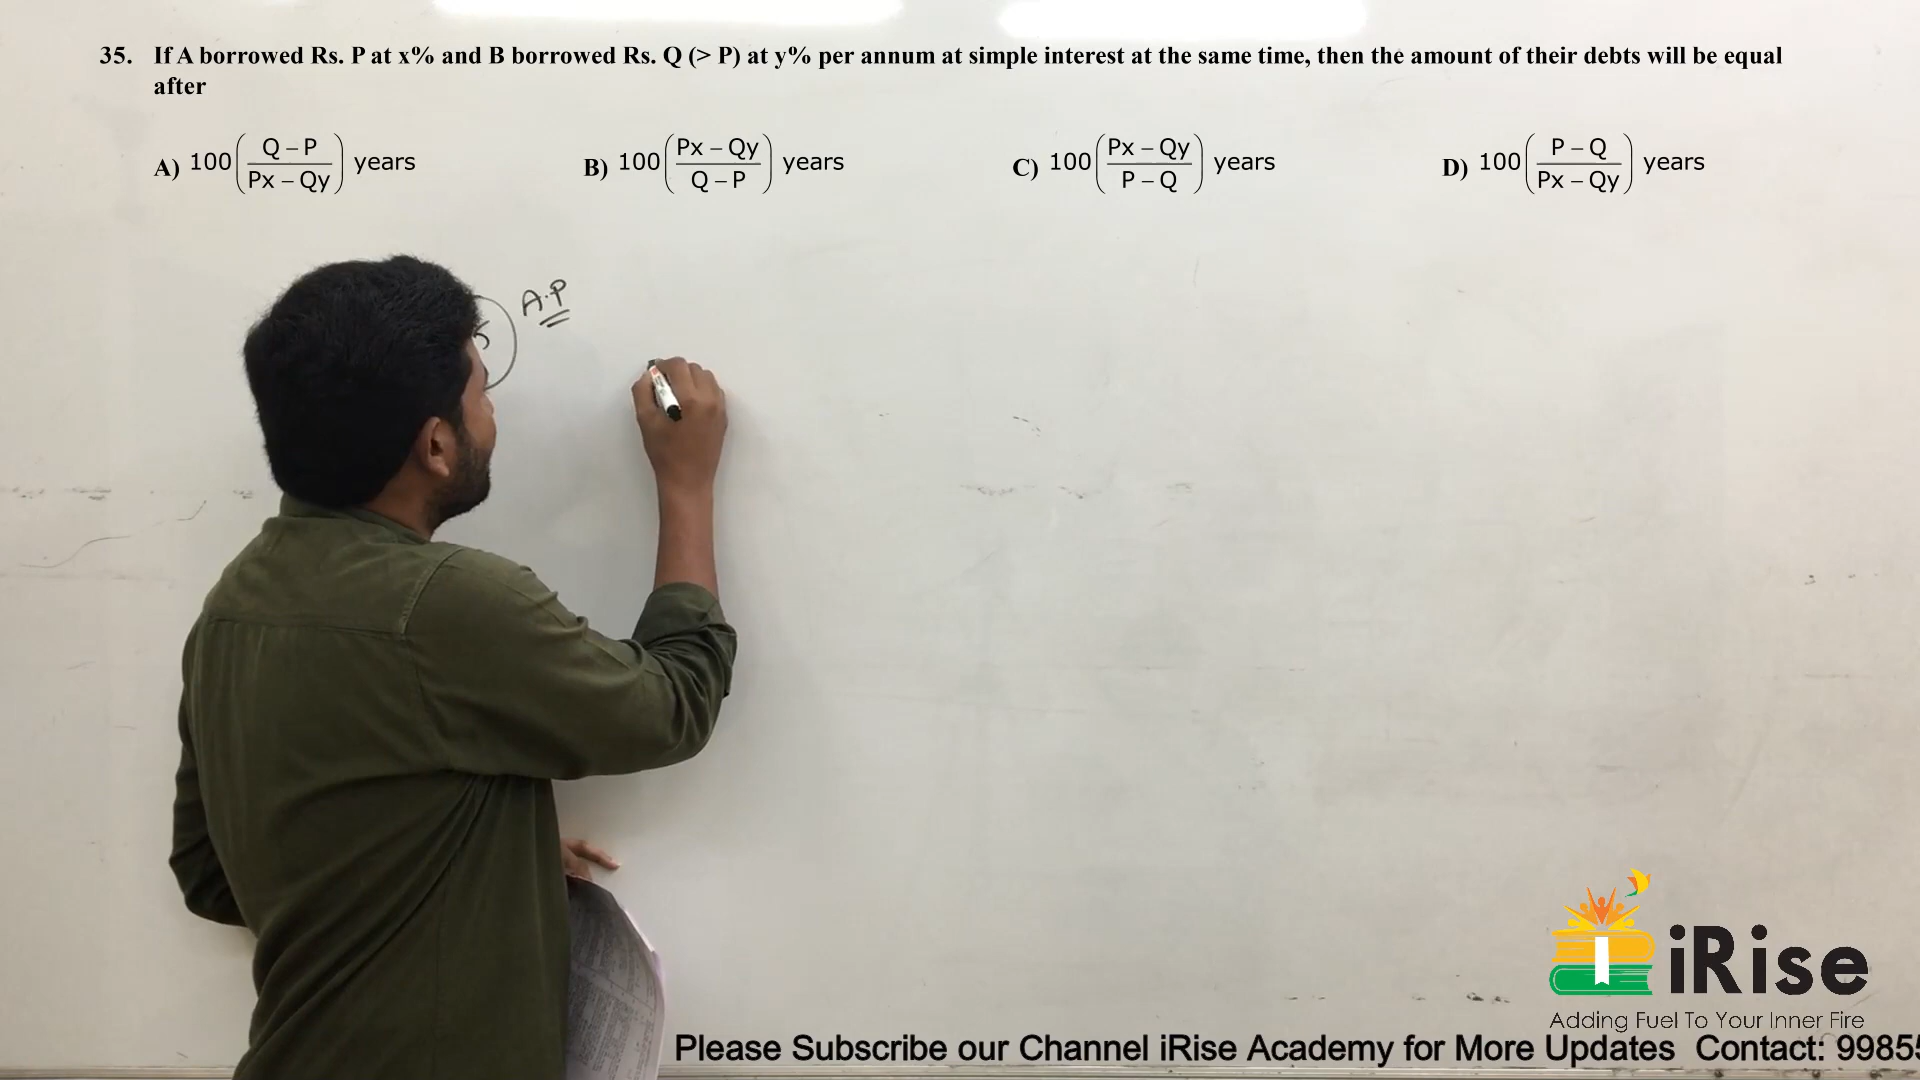 35. If A borrowed Rs. P at x% and B borrowed Rs. Q (> P) at y% per annum at simple interest at the same time, then the amount of their debts will be equal
after
A) 100 ( (Q – P) / (Px – Qy) ) years B) 100 ( (Px – Qy) / (Q – P) ) years C) 100 ( (Px – Qy) / (P – Q) ) years D) 100 ( (P – Q) / (Px – Qy) ) years
A.P
5
iRise
Adding Fuel To Your Inner Fire
Please Subscribe our Channel iRise Academy for More Updates Contact: 9985